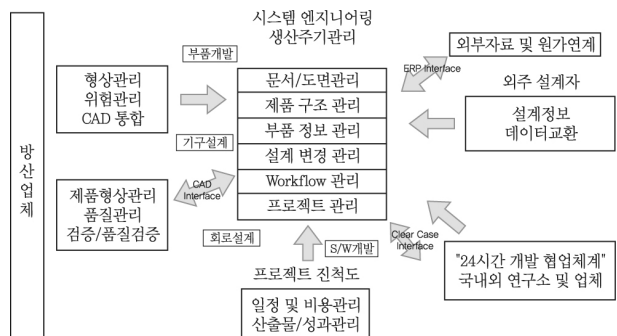 시스템 엔지니어링
생산주기관리
부품개발
외부자료 및 원가연계
ERP Interface
형상관리
위험관리
CAD 통합
문서/도면관리
제품 구조 관리
부품 정보 관리
설계 변경 관리
Workflow 관리
프로젝트 관리
외주 설계자
설계정보
데이터교환
방산업체
기구설계
CAD
Interface
제품형상관리
품질관리
검증/품질검증
회로설계
S/W개발
Clear Case
Interface
"24시간 개발 협업체계"
국내외 연구소 및 업체
프로젝트 진척도
일정 및 비용관리
산출물/성과관리